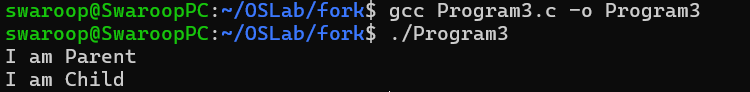 swaroop@SwaroopPC:~/OSLab/fork$ gcc Program3.c -o Program3
swaroop@SwaroopPC:~/OSLab/fork$ ./Program3
I am Parent
I am Child